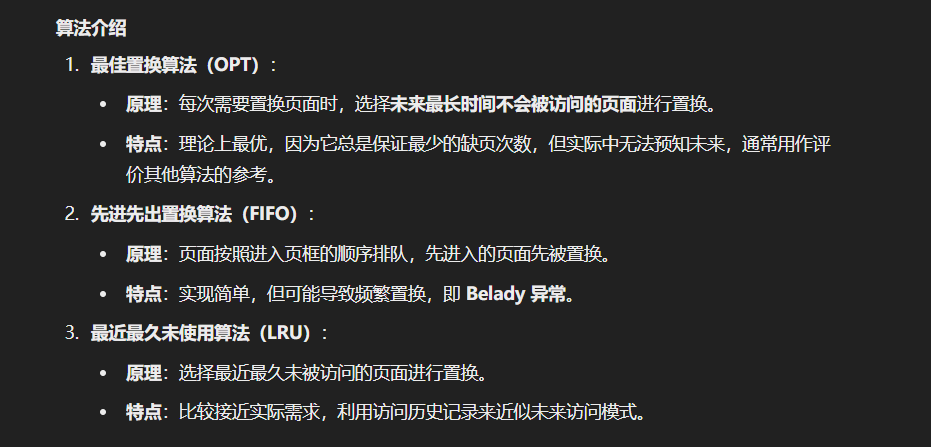 算法介绍
1. 最佳置换算法（OPT）：
• 原理：每次需要置换页面时，选择未来最长时间不会被访问的页面进行置换。
• 特点：理论上最优，因为它总是保证最少的缺页次数，但实际中无法预知未来，通常用作评
价其他算法的参考。
2. 先进先出置换算法（FIFO）：
• 原理：页面按照进入页框的顺序排队，先进入的页面先被置换。
• 特点：实现简单，但可能导致频繁置换，即 Belady 异常。
3. 最近最久未使用算法（LRU）：
• 原理：选择最近最久未被访问的页面进行置换。
• 特点：比较接近实际需求，利用访问历史记录来近似未来访问模式。